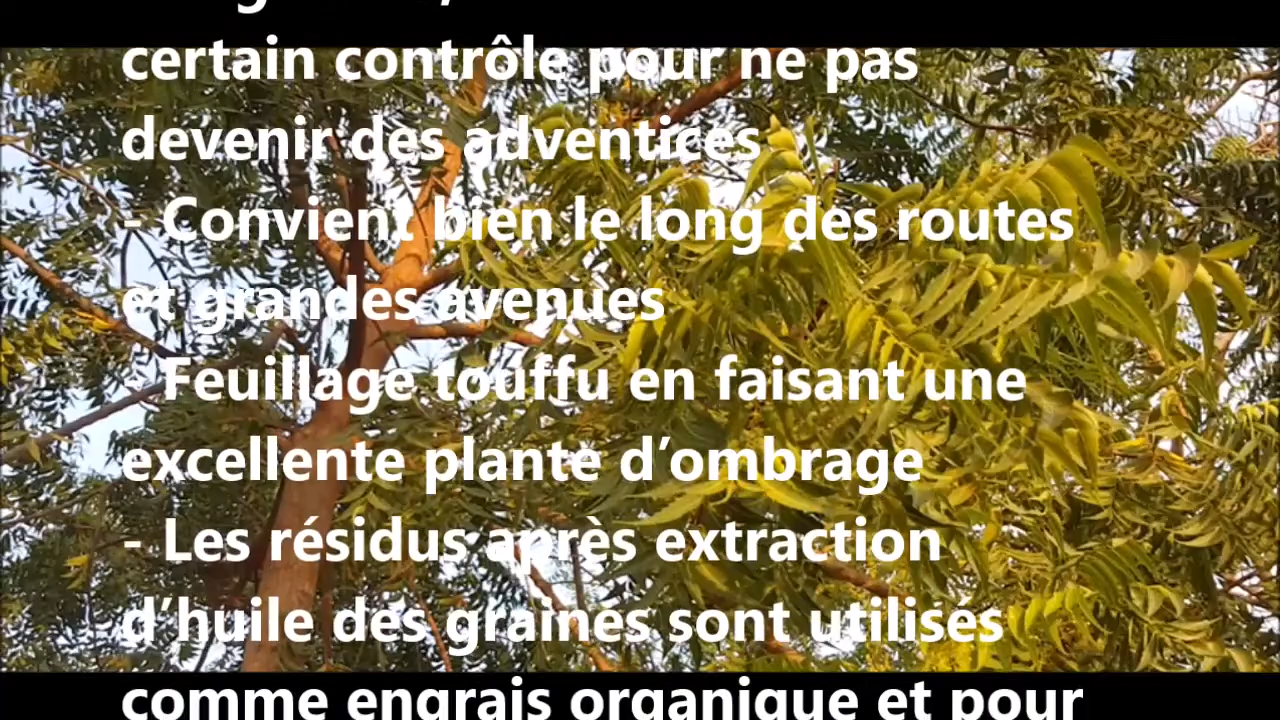 certain contrôle pour ne pas
devenir des adventices
- Convient bien le long des routes
et grandes avenues
- Feuillage touffu en faisant une
excellente plante d’ombrage
- Les résidus après extraction
d’huile des graines sont utilisés
comme engrais organique et pour